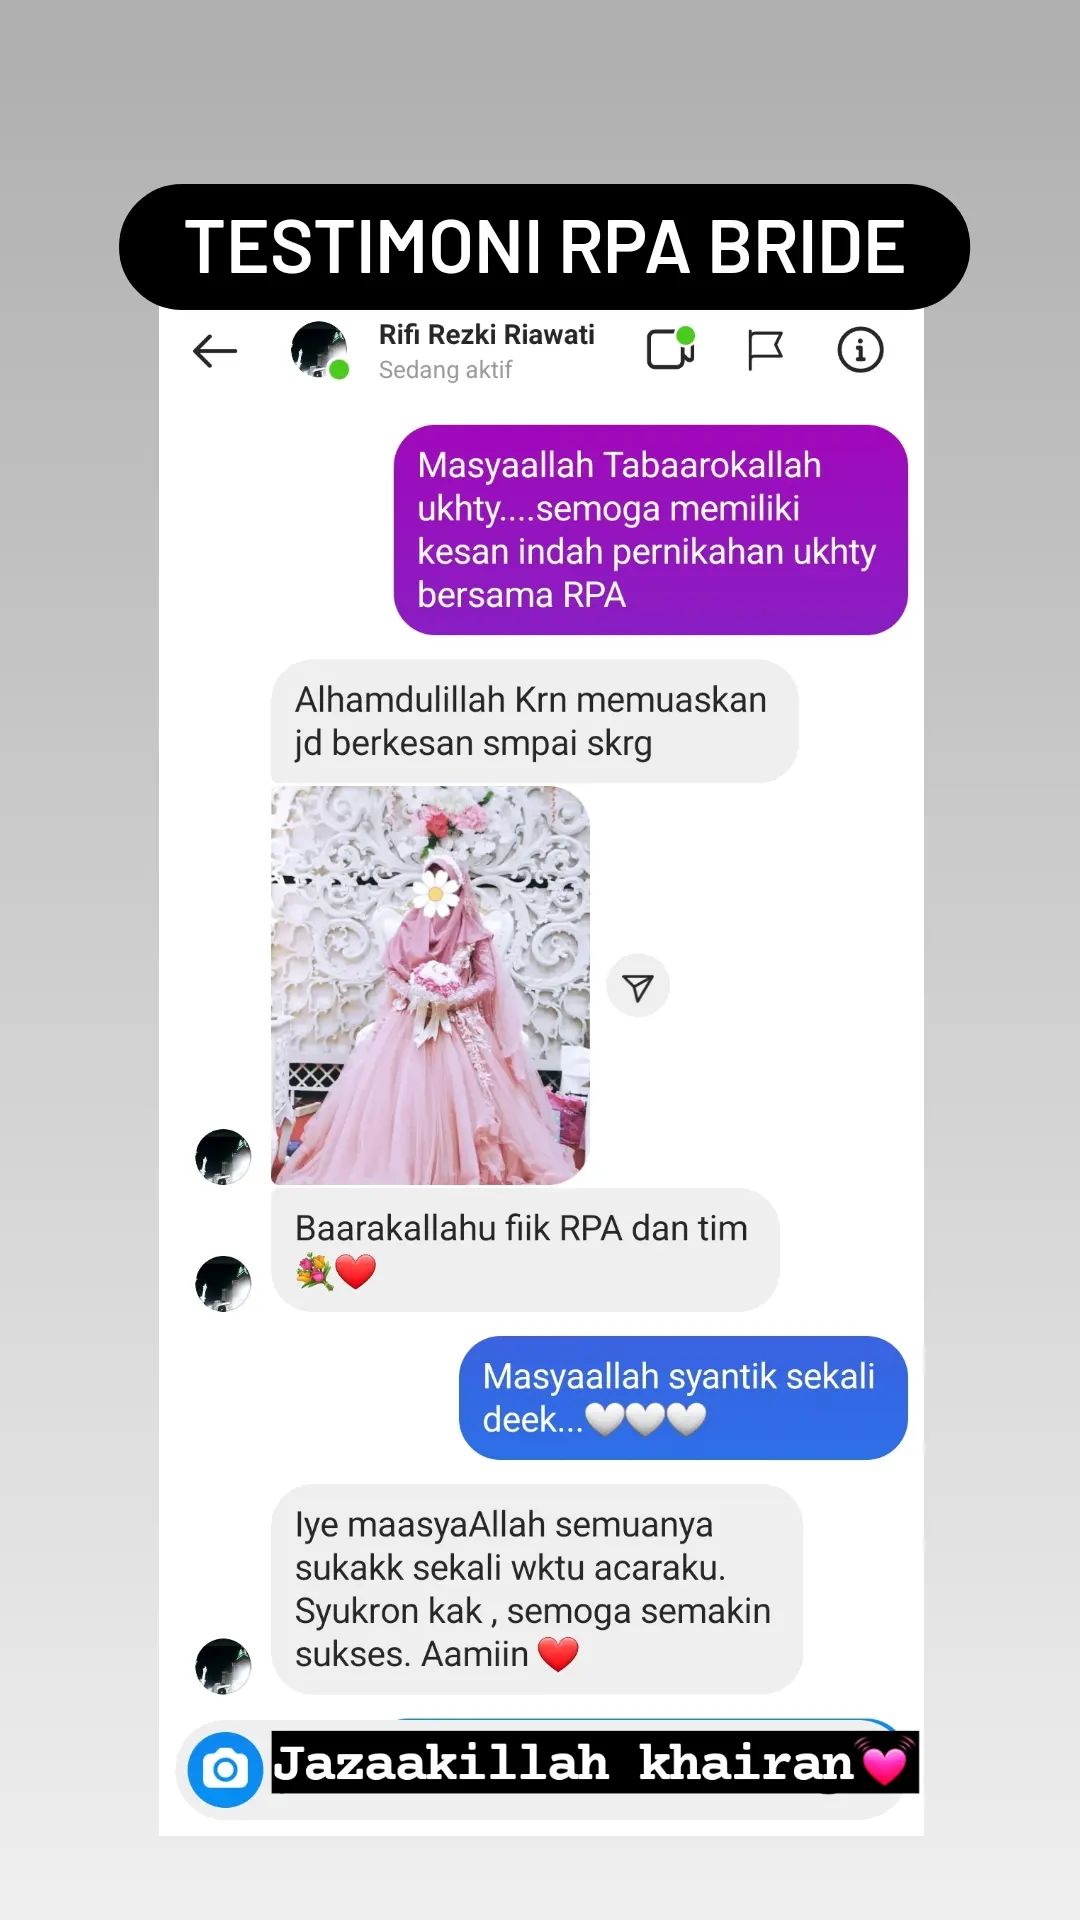 TESTIMONI RPA BRIDE
Rifi Rezki Riawati
Sedang aktif
Masyaallah Tabaarokallah
ukhty....semoga memiliki
kesan indah pernikahan ukhty
bersama RPA
Alhamdulillah Krn memuaskan
jd berkesan smpai skrg
Baarakallahu fiik RPA dan tim
💐❤️
Masyaallah syantik sekali
deek...🤍🤍🤍
Iye maasyaAllah semuanya
sukakk sekali wktu acaraku.
Syukron kak , semoga semakin
sukses. Aamiin ❤️
Jazaakillah khairan💓